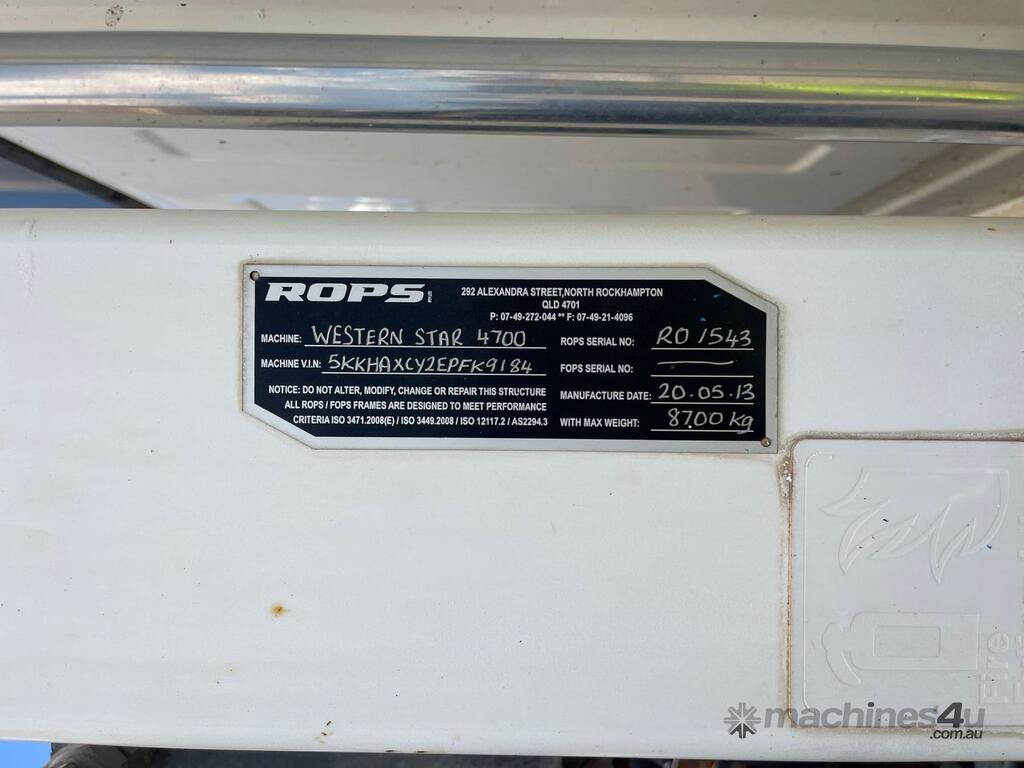 ROPS
292 ALEXANDRA STREET,NORTH ROCKHAMPTON
QLD 4701
P: 07-49-272-044 ** F: 07-49-21-4096
MACHINE: WESTERN STAR 4700
MACHINE V.I.N: 5KKHAXCY2EPFK9184
NOTICE: DO NOT ALTER, MODIFY, CHANGE OR REPAIR THIS STRUCTURE
ALL ROPS / FOPS FRAMES ARE DESIGNED TO MEET PERFORMANCE
CRITERIA ISO 3471.2008(E) / ISO 3449.2008 / ISO 12117.2 / AS2294.3
ROPS SERIAL NO: RO 1543
FOPS SERIAL NO:
MANUFACTURE DATE: 20.05.13
WITH MAX WEIGHT: 8700 Kg
Fire
machines4u
.com.au